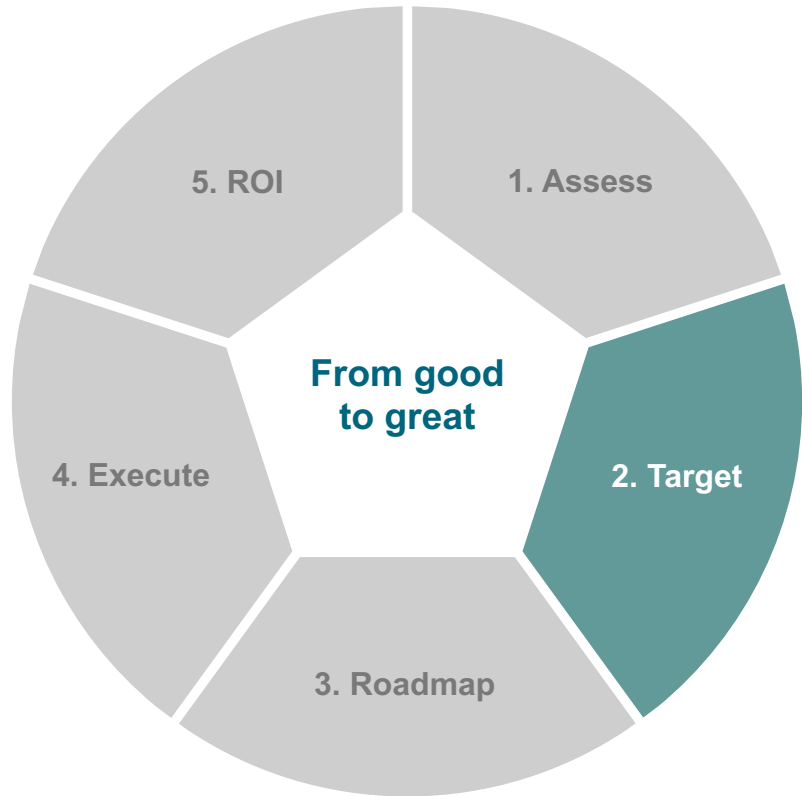 5. ROI
1. Assess
From good
to great
4. Execute
2. Target
3. Roadmap